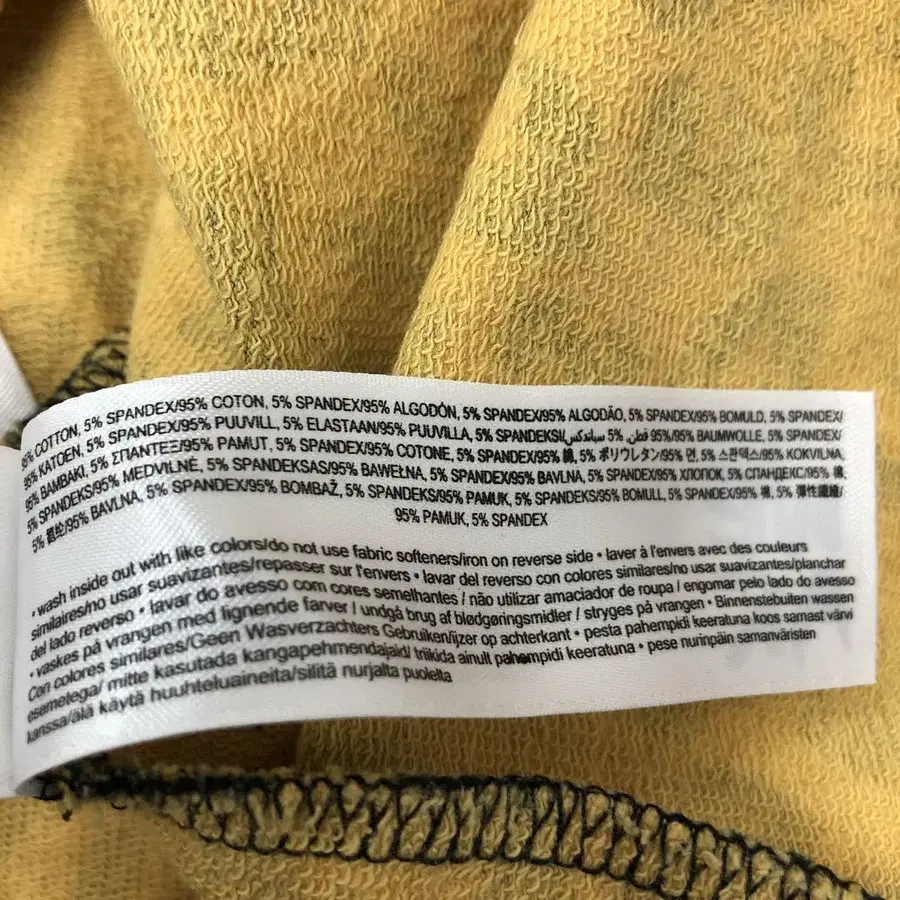 95% COTTON, 5% SPANDEX/95% COTON, 5% SPANDEX/95% ALGODÓN, 5% SPANDEX/95% ALGODÃO, 5% SPANDEX/95% BOMULD, 5% SPANDEX/
95% KATOEN, 5% SPANDEX/95% PUUVILL, 5% ELASTAAN/95% PUUVILLA, 5% SPANDEKSII/قطن, 5% سباندكس 95%/95% BAUMWOLLE, 5% SPANDEX/
95% BAMBAKI, 5% ΣΠΑΝΤΕΞ/95% PAMUT, 5% SPANDEX/95% COTONE, 5% SPANDEX/95% 綿, 5% ポリウレタン/95% 면, 5% 스판덱스/95% KOKVILNA,
5% SPANDEKS/95% MEDVILNĖ, 5% SPANDEKSAS/95% BAWEŁNA, 5% SPANDEX/95% BAVLNA, 5% SPANDEX/95% ХЛОПОК, 5% СПАНДЕКС/95% 棉,
5% 氨纶/95% BAVLNA, 5% SPANDEX/95% BOMBAŽ, 5% SPANDEKS/95% PAMUK, 5% SPANDEKS/95% BOMULL, 5% SPANDEX/95% 棉, 5% 彈性纖維/
95% PAMUK, 5% SPANDEX
• wash inside out with like colors/do not use fabric softeners/iron on reverse side • laver à l'envers avec des couleurs
similaires/no usar suavizantes/repasser sur l'envers • lavar del reverso con colores similares/no usar suavizantes/planchar
del lado reverso • lavar do avesso com cores semelhantes / não utilizar amaciador de roupa / engomar pelo lado do avesso
• vaskes på vrangen med lignende farver / undgå brug af blødgøringsmidler / stryges på vrangen • Binnenstebuiten wassen
Con colores similares/Geen Wasverzachters Gebruiken/ijzer op achterkant • pesta pahempidi keeratuna koos samast värvi
esemetega/ mitte kasutada kangapehmendajaid/ triikida ainult pahempidi keeratuna • pese nurinpäin samanväristen
kanssa/älä käytä huuhteluaineita/silitä nurjalta puolelta